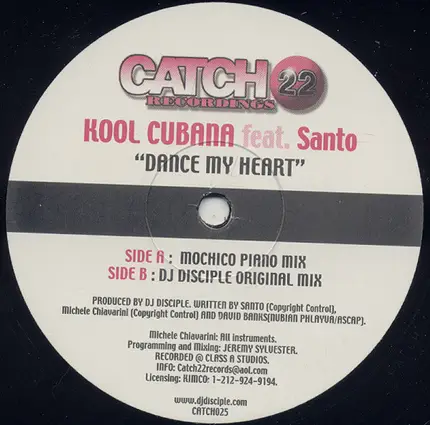 CATCH 22
RECORDINGS
KOOL CUBANA feat. Santo
"DANCE MY HEART"
SIDE A : MOCHICO PIANO MIX
SIDE B : DJ DISCIPLE ORIGINAL MIX
PRODUCED BY DJ DISCIPLE. WRITTEN BY SANTO (Copyright Control),
Michele Chiavarini (Copyright Control) AND DAVID BANKS(NUBIAN PHLAVVA/ASCAP).
Michele Chiavarini: All instruments.
Programming and Mixing: JEREMY SYLVESTER.
RECORDED @ CLASS A STUDIOS.
INFO: Catch22records@aol.com
Licensing: KIMCO: 1-212-924-9194.
www.djdisciple.com
CATCH025